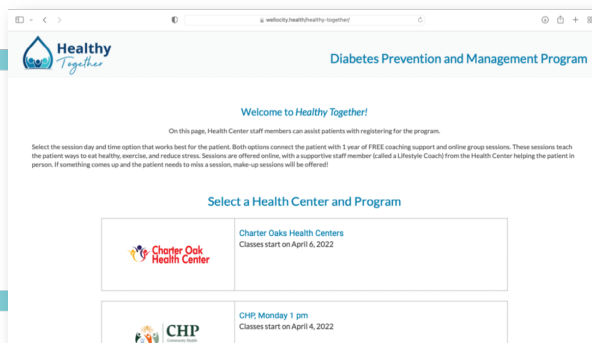 wellocity.health/healthy-together/
Healthy
Together
Diabetes Prevention and Management Program
Welcome to Healthy Together!
On this page, Health Center staff members can assist patients with registering for the program.
Select the session day and time option that works best for the patient. Both options connect the patient with 1 year of FREE coaching support and online group sessions. These sessions teach
the patient ways to eat healthy, exercise, and reduce stress. Sessions are offered online, with a supportive staff member (called a Lifestyle Coach) from the Health Center helping the patient in
person. If something comes up and the patient needs to miss a session, make-up sessions will be offered!
Select a Health Center and Program
Charter Oak
Health Center
Charter Oaks Health Centers
Classes start on April 6, 2022
CHP
Community Health
CHP, Monday 1 pm
Classes start on April 4, 2022